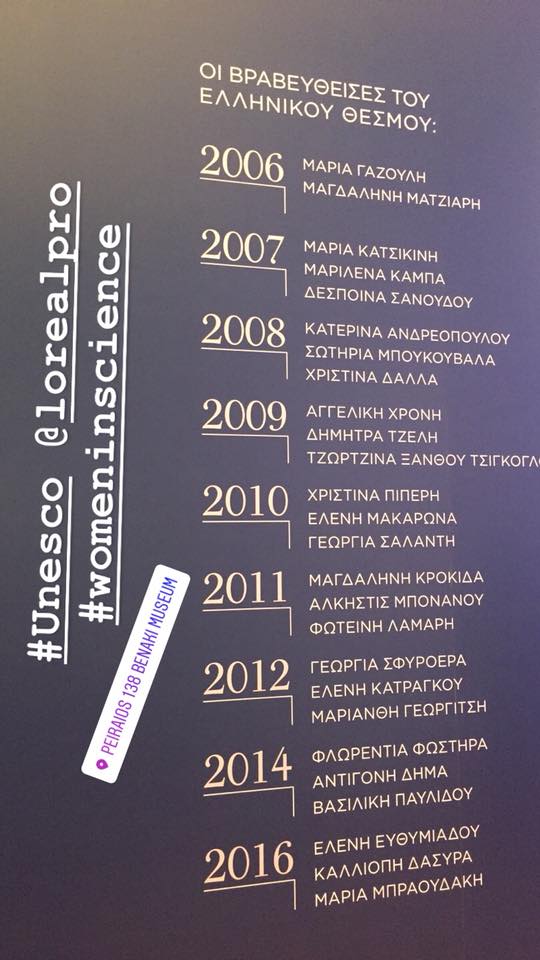 ΟΙ ΒΡΑΒΕΥΘΕΙΣΕΣ ΤΟΥ
ΕΛΛΗΝΙΚΟΥ ΘΕΣΜΟΥ:
2006
ΜΑΡΙΑ ΓΑΖΟΥΛΗ
ΜΑΓΔΑΛΗΝΗ ΜΑΤΖΙΑΡΗ
2007
ΜΑΡΙΑ ΚΑΤΣΙΚΙΝΗ
ΜΑΡΙΛΕΝΑ ΚΑΜΠΑ
ΔΕΣΠΟΙΝΑ ΣΑΝΟΥΔΟΥ
2008
ΚΑΤΕΡΙΝΑ ΑΝΔΡΕΟΠΟΥΛΟΥ
ΣΩΤΗΡΙΑ ΜΠΟΥΚΟΥΒΑΛΑ
ΧΡΙΣΤΙΝΑ ΔΑΛΛΑ
2009
ΑΓΓΕΛΙΚΗ ΧΡΟΝΗ
ΔΗΜΗΤΡΑ ΤΖΕΛΗ
ΤΖΩΡΤΖΙΝΑ ΞΑΝΘΟΥ
2010
ΧΡΙΣΤΙΝΑ ΠΙΠΕΡΗ
ΕΛΕΝΗ ΜΑΚΑΡΩΝΑ
ΓΕΩΡΓΙΑ ΣΑΛΑΝΤΗ
2011
ΜΑΓΔΑΛΗΝΗ ΚΡΟΚΙΔΑ
ΑΛΚΗΣΤΙΣ ΜΠΟΝΑΝΟΥ
ΦΩΤΕΙΝΗ ΛΑΜΑΡΗ
2012
ΓΕΩΡΓΙΑ ΣΦΥΡΟΕΡΑ
ΕΛΕΝΗ ΚΑΤΡΑΓΚΟΥ
ΜΑΡΙΑΝΘΗ ΓΕΩΡΓΙΤΣΗ
2014
ΦΛΩΡΕΝΤΙΑ ΦΩΣΤΗΡΑ
ΑΝΤΙΓΟΝΗ ΔΗΜΑ
ΒΑΣΙΛΙΚΗ ΠΑΥΛΙΔΟΥ
2016
ΕΛΕΝΗ ΕΥΘΥΜΙΑΔΟΥ
ΚΑΛΛΙΟΠΗ ΔΑΣΥΡΑ
ΜΑΡΙΑ ΜΠΡΑΟΥΔΑΚΗ
#Unesco @lorealpro
#womeninscience
PEIRAIOS 138 BENAKI MUSEUM